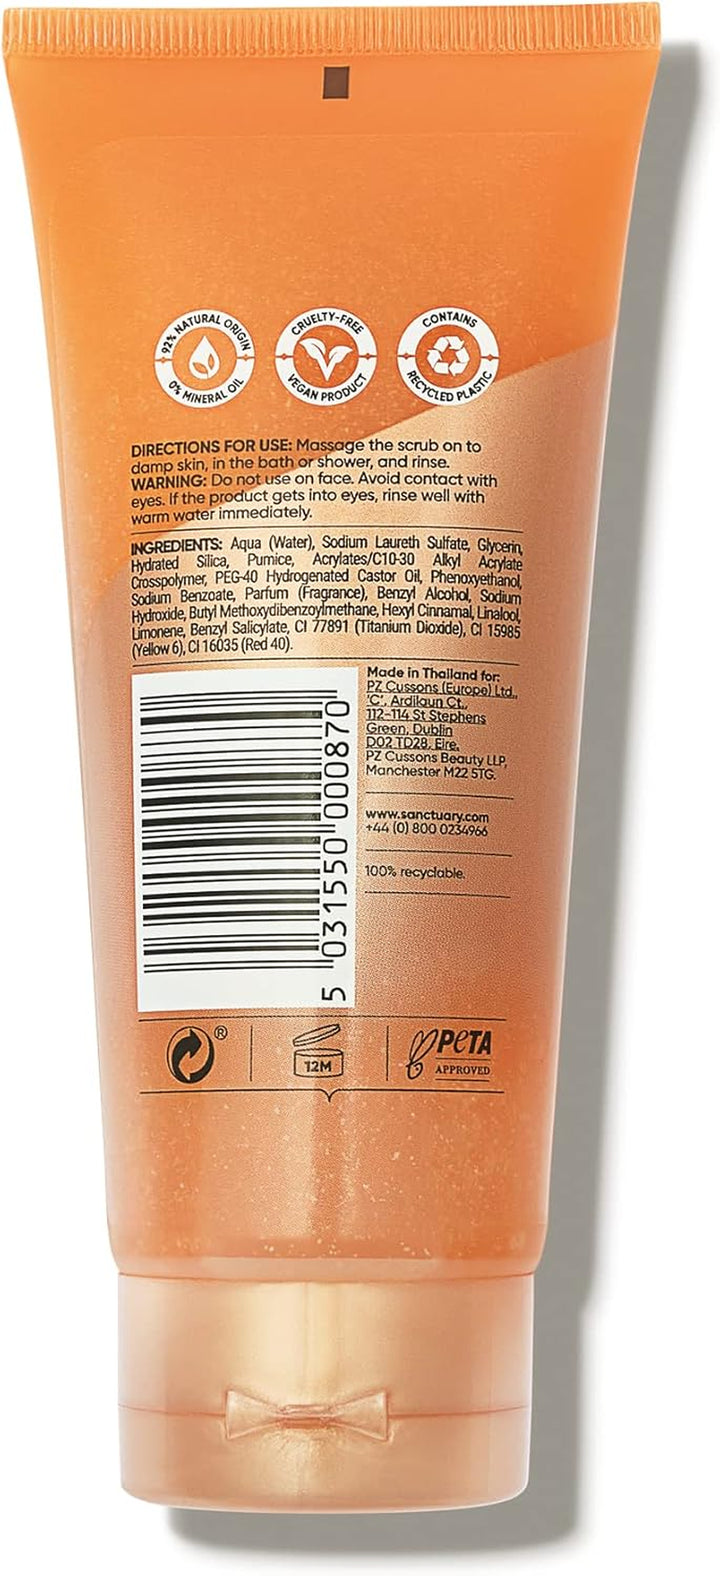 92% NATURAL ORIGIN
0% MINERAL OIL
CRUELTY-FREE
VEGAN PRODUCT
CONTAINS
RECYCLED PLASTIC
DIRECTIONS FOR USE: Massage the scrub on to
damp skin, in the bath or shower, and rinse.
WARNING: Do not use on face. Avoid contact with
eyes. If the product gets into eyes, rinse well with
warm water immediately.
INGREDIENTS: Aqua (Water), Sodium Laureth Sulfate, Glycerin,
Hydrated Silica, Pumice, Acrylates/C10-30 Alkyl Acrylate
Crosspolymer, PEG-40 Hydrogenated Castor Oil, Phenoxyethanol,
Sodium Benzoate, Parfum (Fragrance), Benzyl Alcohol, Sodium
Hydroxide, Butyl Methoxydibenzoylmethane, Hexyl Cinnamal, Linalool,
Limonene, Benzyl Salicylate, CI 77891 (Titanium Dioxide), CI 15985
(Yellow 6), CI 16035 (Red 40).
Made in Thailand for:
PZ Cussons (Europe) Ltd.,
'C', Ardilaun Ct.,
112-114 St Stephens
Green, Dublin
D02 TD28, Eire.
PZ Cussons Beauty LLP,
Manchester M22 5TG.
www.sanctuary.com
+44 (0) 800 0234966
100% recyclable.
5 031550 000870
®
12M
PETA
APPROVED